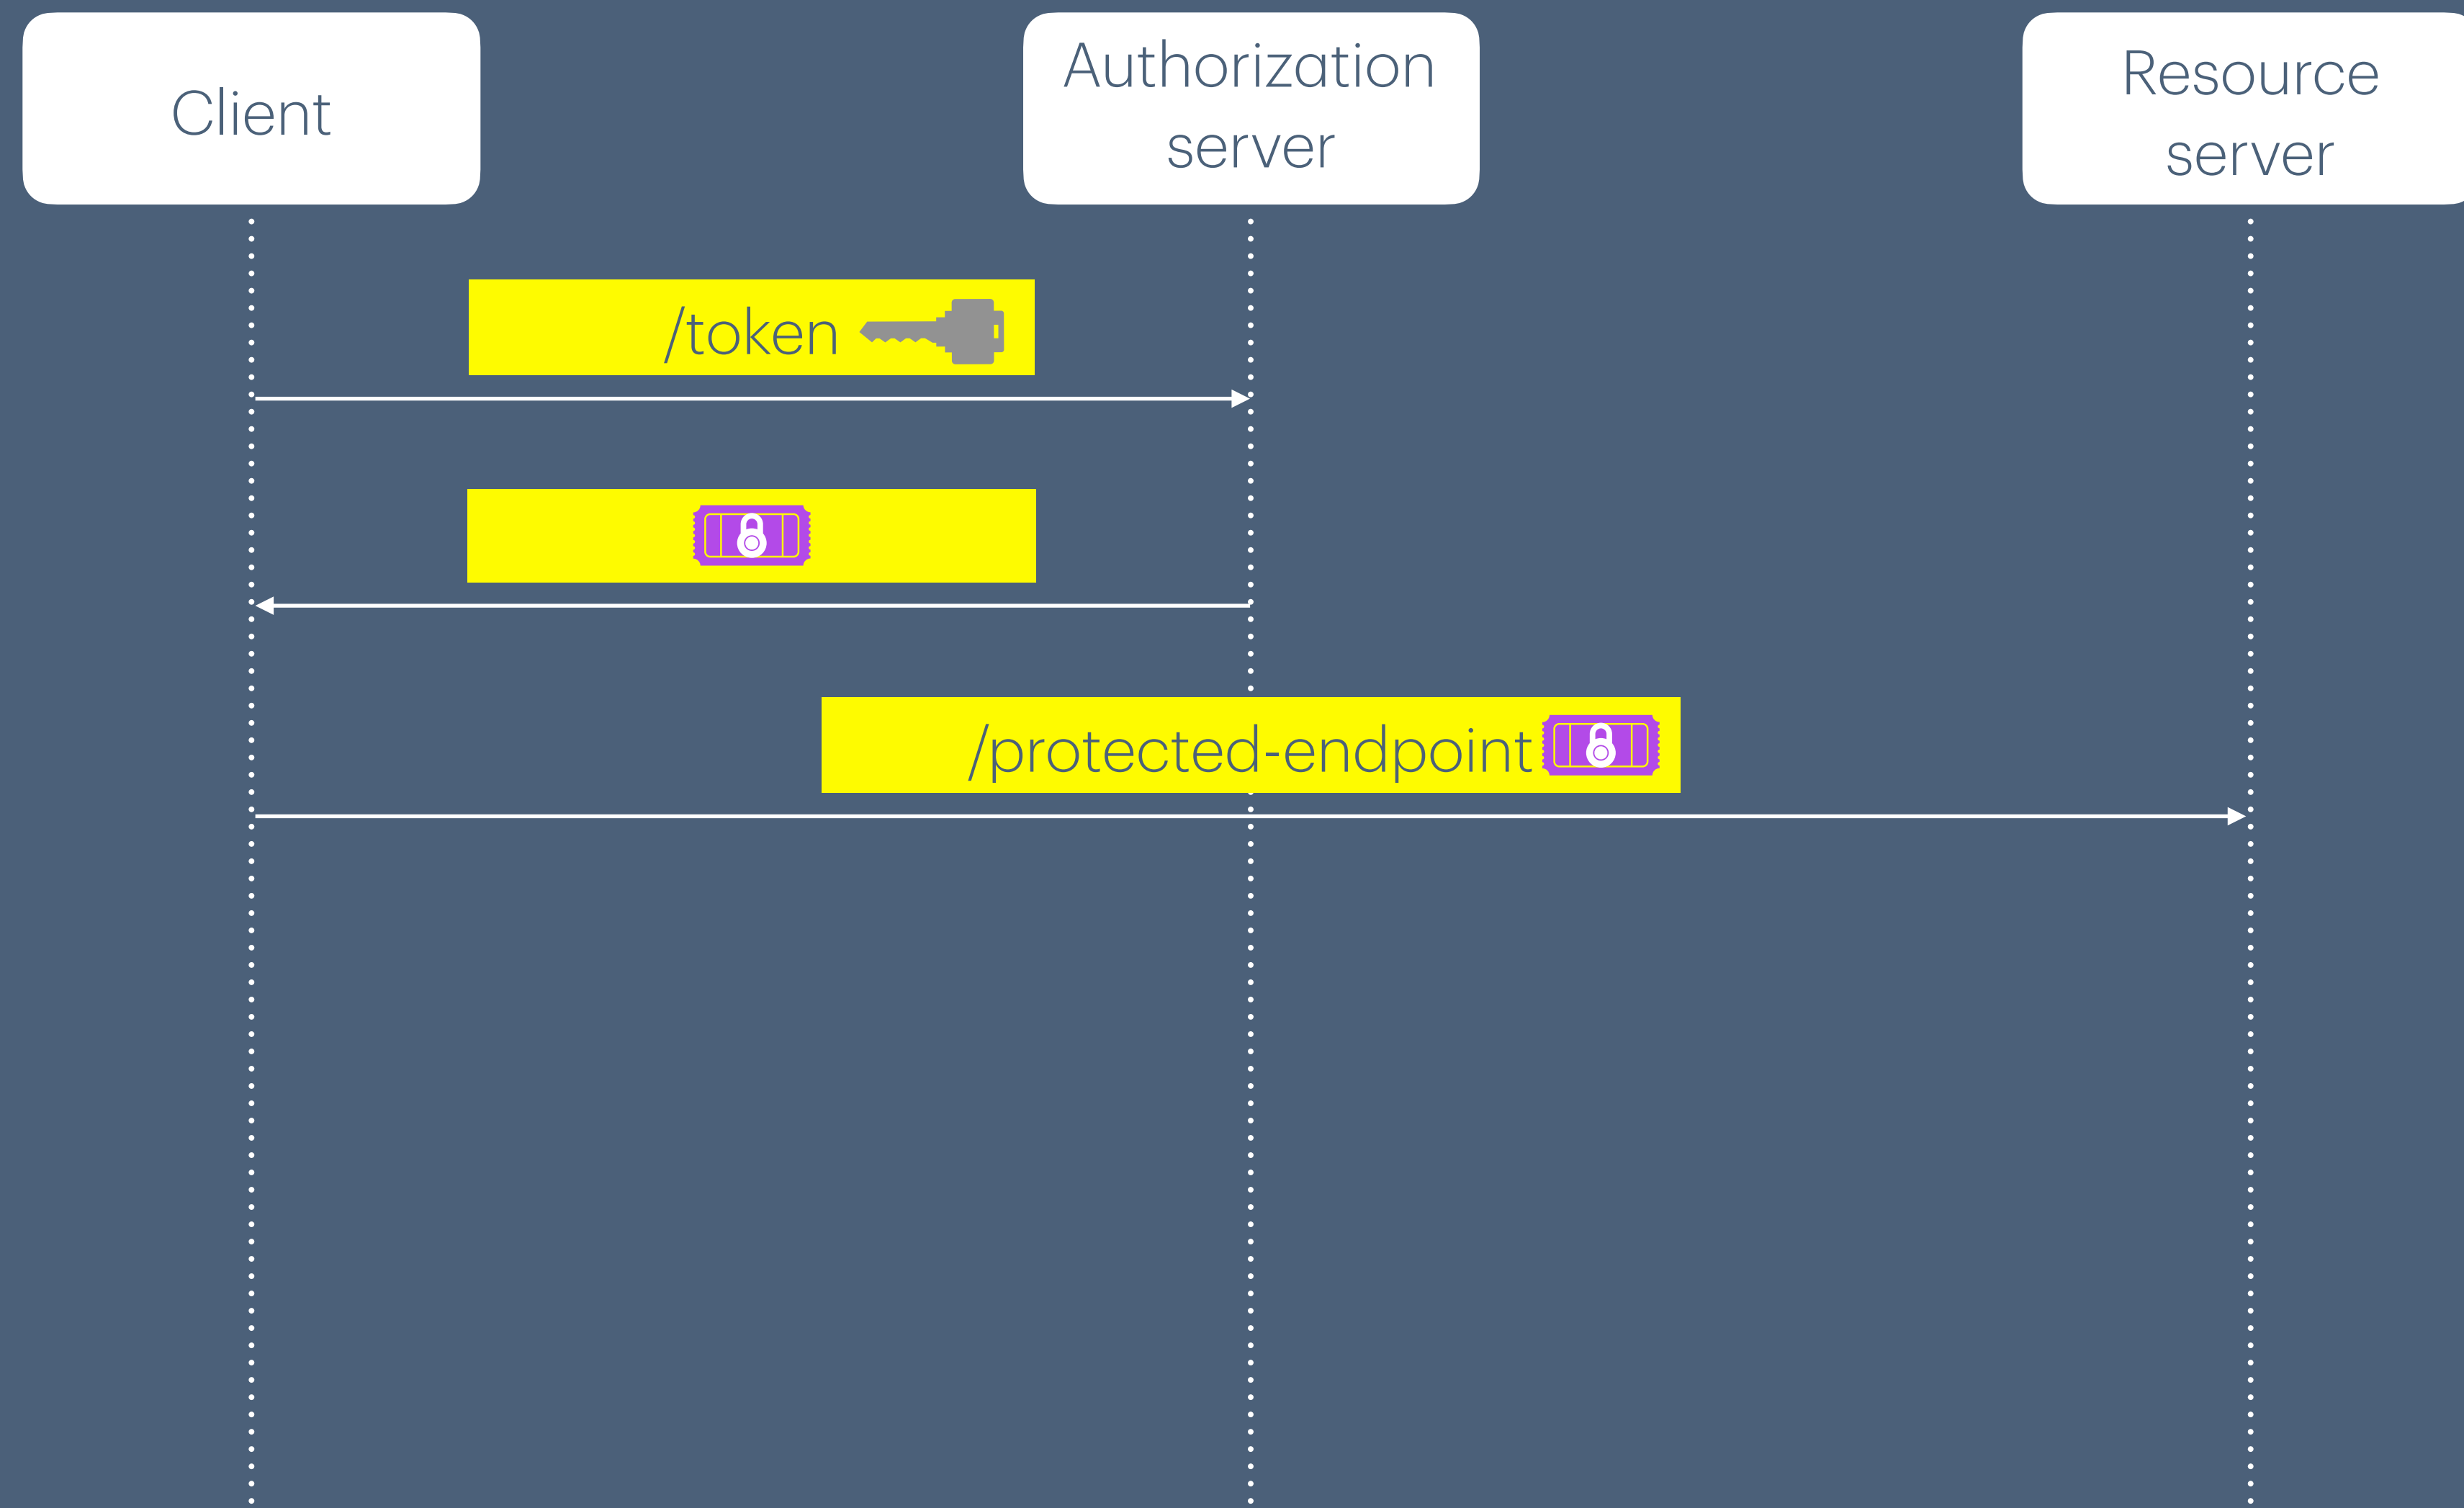 Client
Authorization
server
Resource
server
/token
/protected-endpoint